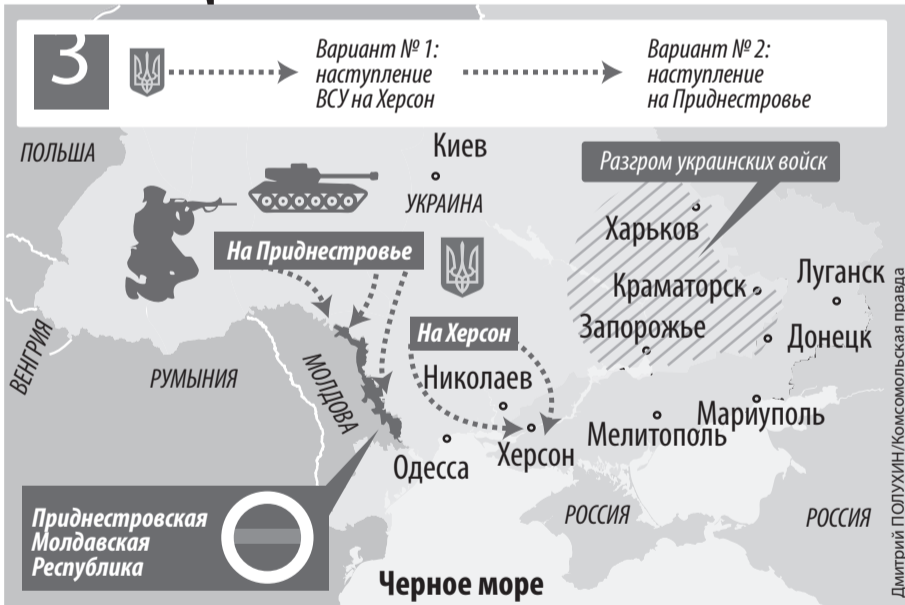 3
Вариант № 1:
наступление
ВСУ на Херсон
Вариант № 2:
наступление
на Приднестровье
ПОЛЬША
Киев
УКРАИНА
Разгром украинских войск
Харьков
На Приднестровье
Краматорск
Луганск
Запорожье
Донецк
На Херсон
ВЕНГРИЯ
РУМЫНИЯ
МОЛДОВА
Николаев
Мариуполь
Мелитополь
Херсон
Одесса
Приднестровская
Молдавская
Республика
РОССИЯ
РОССИЯ
Черное море
Дмитрий ПОЛУХИН/Комсомольская правда